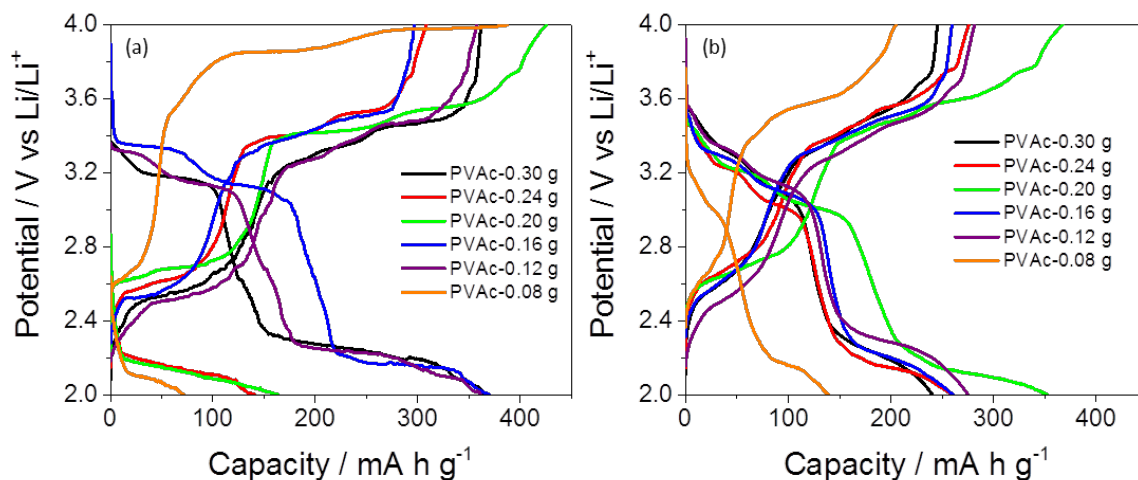 (a)
4.0
3.6
3.2
2.8
2.4
2.0
Potential / V vs Li/Li+
PVAc-0.30 g
PVAc-0.24 g
PVAc-0.20 g
PVAc-0.16 g
PVAc-0.12 g
PVAc-0.08 g
0 100 200 300 400
Capacity / mA h g-1
(b)
4.0
3.6
3.2
2.8
2.4
2.0
Potential / V vs Li/Li+
PVAc-0.30 g
PVAc-0.24 g
PVAc-0.20 g
PVAc-0.16 g
PVAc-0.12 g
PVAc-0.08 g
0 100 200 300 400
Capacity / mA h g-1